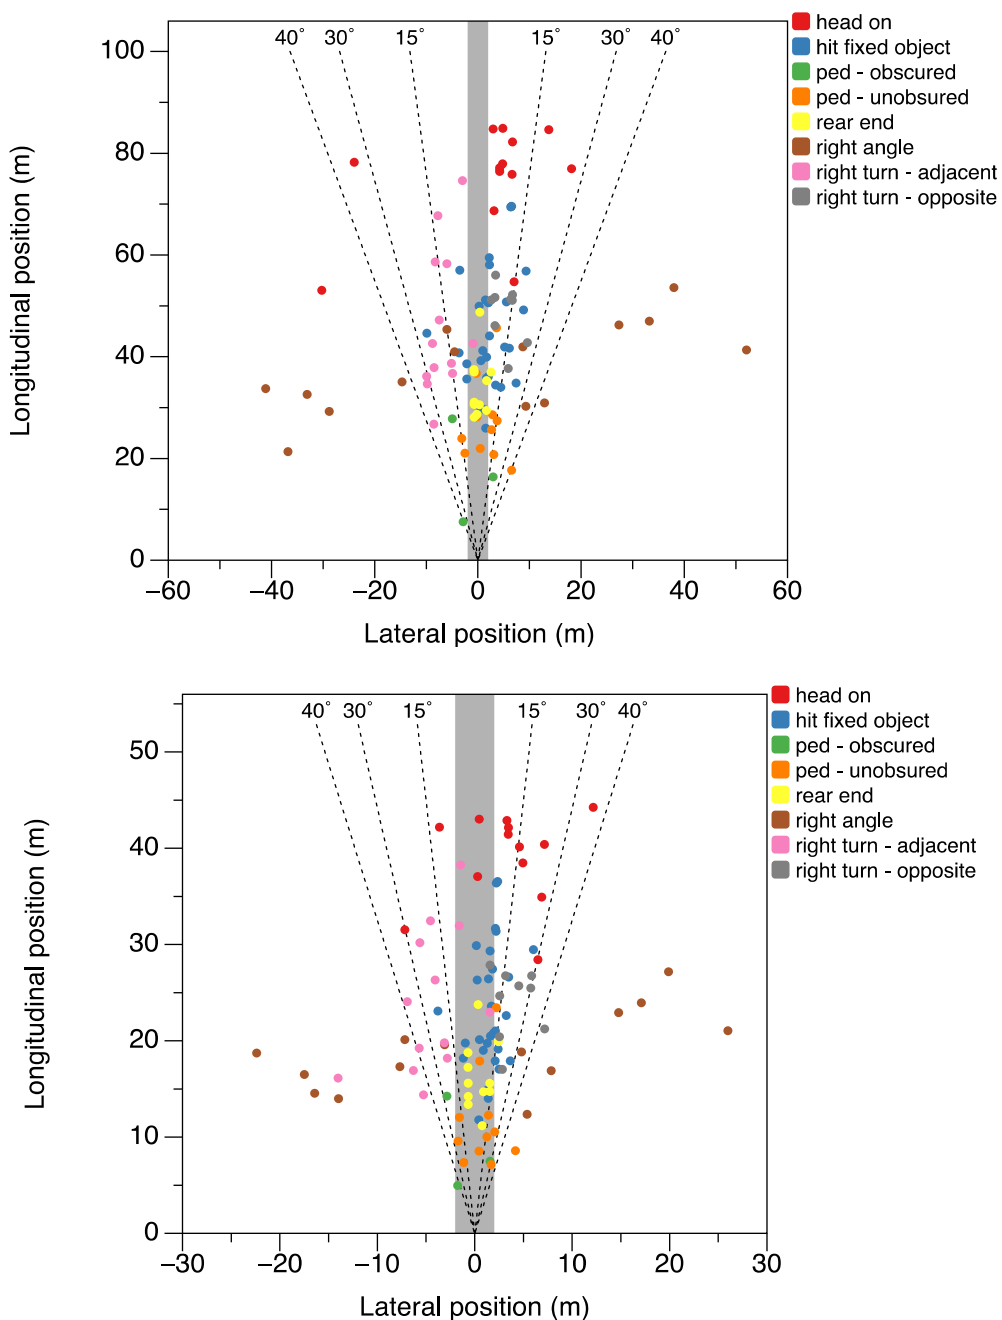 100
80
60
40
20
0
Longitudinal position (m)
40° 30° 15° 15° 30° 40°
−60 −40 −20 0 20 40 60
Lateral position (m)
head on
hit fixed object
ped - obscured
ped - unobsured
rear end
right angle
right turn - adjacent
right turn - opposite
50
40
30
20
10
0
Longitudinal position (m)
40° 30° 15° 15° 30° 40°
−30 −20 −10 0 10 20 30
Lateral position (m)
head on
hit fixed object
ped - obscured
ped - unobsured
rear end
right angle
right turn - adjacent
right turn - opposite